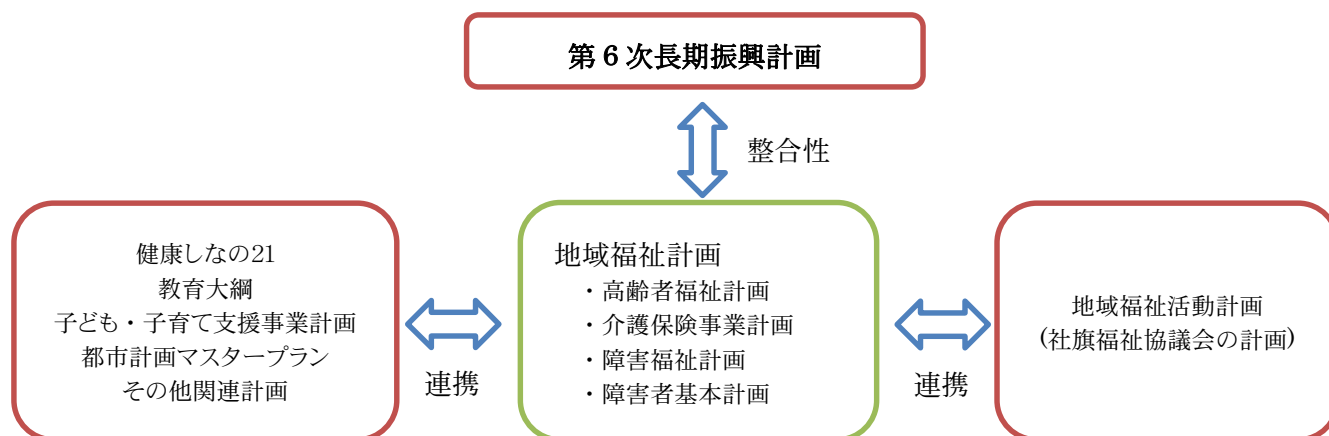 第6次長期振興計画
整合性
健康しなの21
教育大綱
子ども・子育て支援事業計画
都市計画マスタープラン
その他関連計画
連携
地域福祉計画
・高齢者福祉計画
・介護保険事業計画
・障害福祉計画
・障害者基本計画
連携
地域福祉活動計画
(社旗福祉協議会の計画)